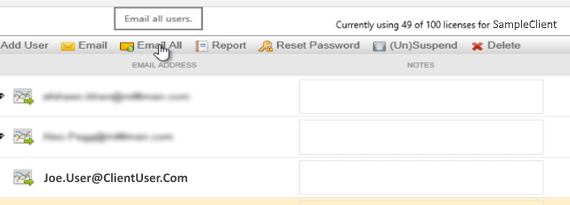 Email all users.
Currently using 49 of 100 licenses for SampleClient
Add User Email Email All Report Reset Password (Un)Suspend Delete
EMAIL ADDRESS NOTES
Joe.User@ClientUser.Com